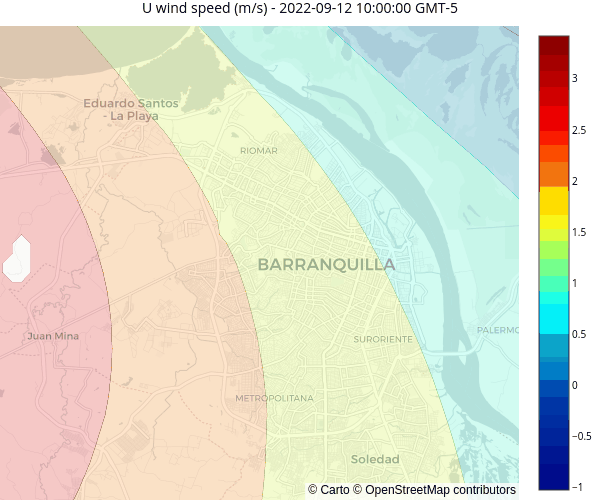 U wind speed (m/s) - 2022-09-12 10:00:00 GMT-5
Eduardo Santos
- La Playa
RIOMAR
BARRANQUILLA
Juan Mina
SURORIENTE
PALERMO
METROPOLITANA
Soledad
© Carto © OpenStreetMap contributors
3
2.5
2
1.5
1
0.5
0
−0.5
−1